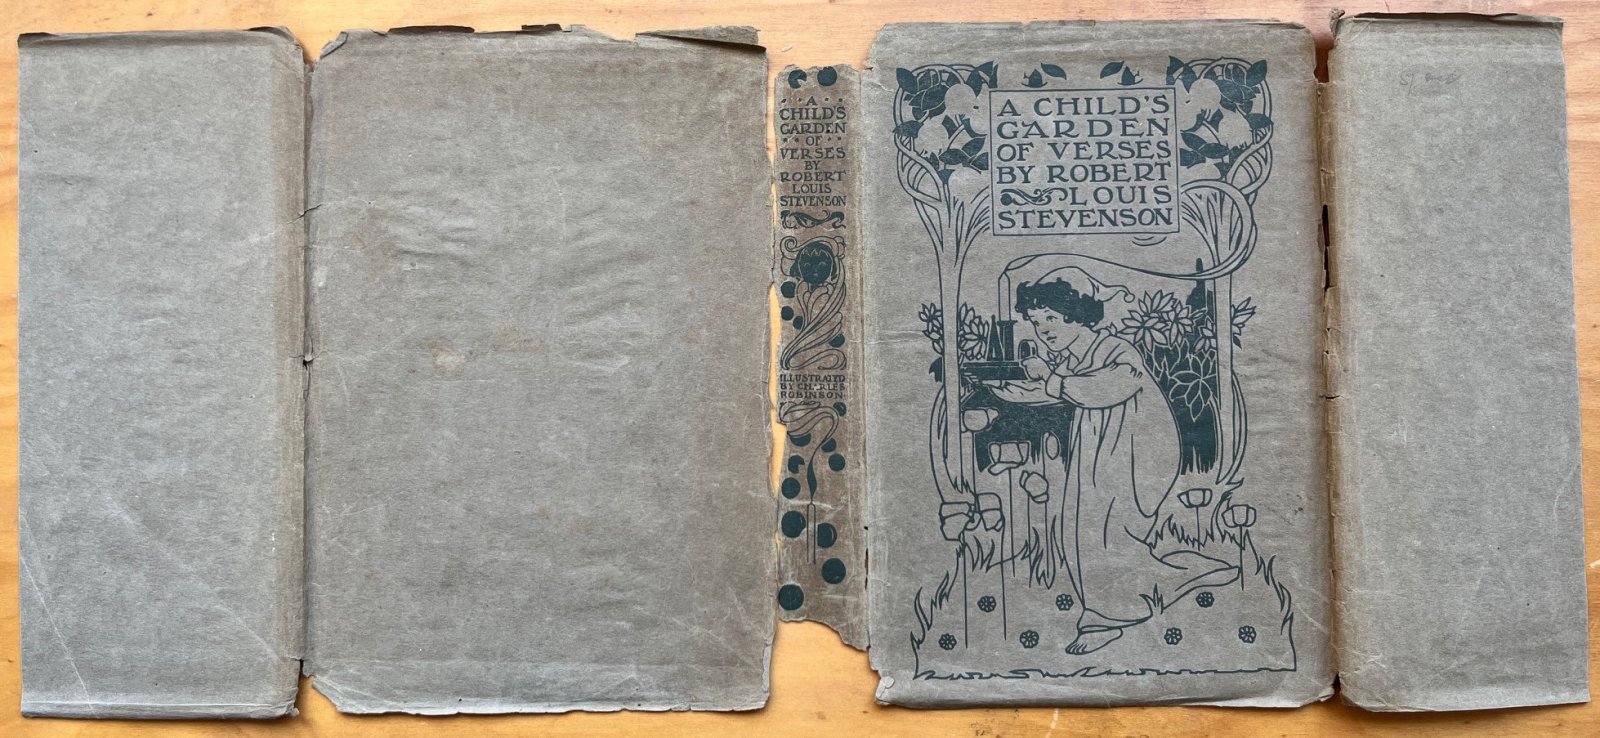 A
CHILD'S
GARDEN
OF
VERSES
BY
ROBERT
LOUIS
STEVENSON
ILLUSTRATED
BY CHARLES
ROBINSON
A CHILD'S
GARDEN
OF VERSES
BY ROBERT
LOUIS
STEVENSON